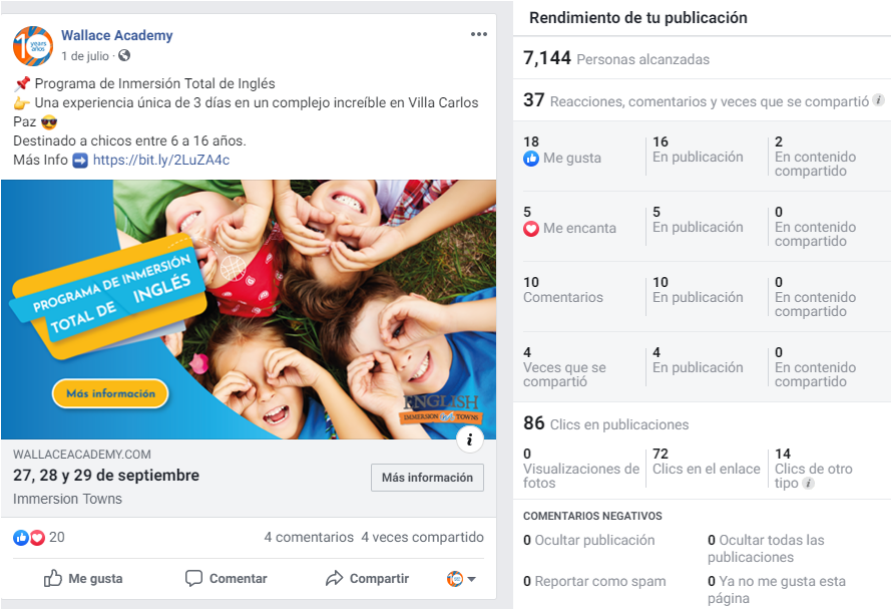 10 years años
Wallace Academy
1 de julio ·
📌 Programa de Inmersión Total de Inglés
👉 Una experiencia única de 3 días en un complejo increíble en Villa Carlos
Paz 😎
Destinado a chicos entre 6 a 16 años.
Más Info ➡️ https://bit.ly/2LuZA4c
PROGRAMA DE INMERSIÓN
TOTAL DE INGLÉS
Más información
ENGLISH
IMMERSION TOWNS
WALLACEACADEMY.COM
27, 28 y 29 de septiembre
Más información
Immersion Towns
20
4 comentarios 4 veces compartido
Me gusta
Comentar
Compartir
Rendimiento de tu publicación
7,144 Personas alcanzadas
37 Reacciones, comentarios y veces que se compartió
18
Me gusta
16
En publicación
2
En contenido
compartido
5
Me encanta
5
En publicación
0
En contenido
compartido
10
Comentarios
10
En publicación
0
En contenido
compartido
4
Veces que se
compartió
4
En publicación
0
En contenido
compartido
86 Clics en publicaciones
0
Visualizaciones de
fotos
72
Clics en el enlace
14
Clics de otro
tipo
COMENTARIOS NEGATIVOS
0 Ocultar publicación
0 Ocultar todas las
publicaciones
0 Reportar como spam
0 Ya no me gusta esta
página